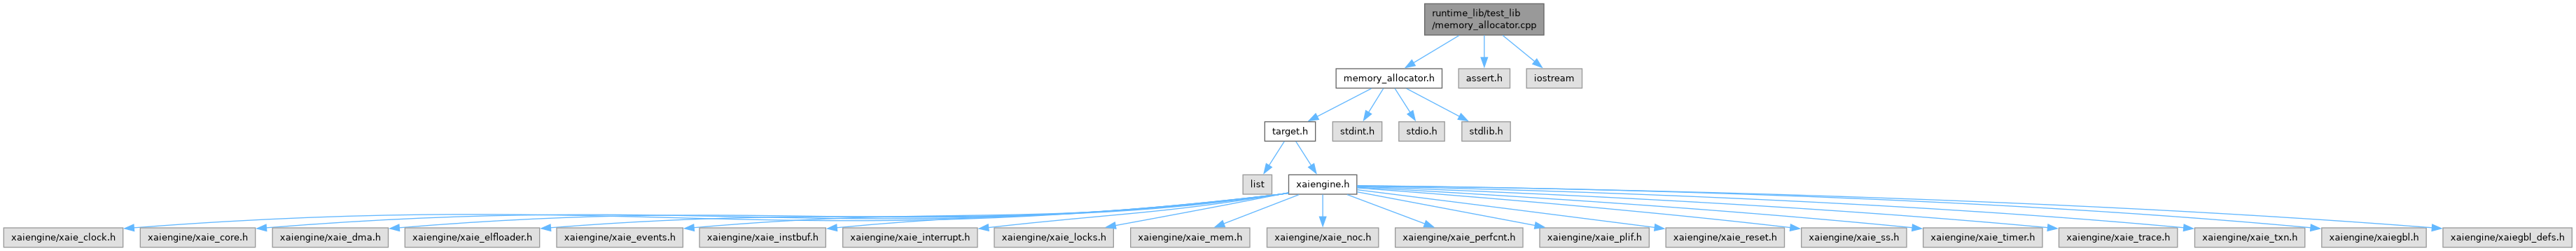 runtime_lib/test_lib
/memory_allocator.cpp
memory_allocator.h
assert.h
iostream
target.h
stdint.h
stdio.h
stdlib.h
list
xaiengine.h
xaiengine/xaie_clock.h
xaiengine/xaie_core.h
xaiengine/xaie_dma.h
xaiengine/xaie_elfloader.h
xaiengine/xaie_events.h
xaiengine/xaie_instbuf.h
xaiengine/xaie_interrupt.h
xaiengine/xaie_locks.h
xaiengine/xaie_mem.h
xaiengine/xaie_noc.h
xaiengine/xaie_perfcnt.h
xaiengine/xaie_plif.h
xaiengine/xaie_reset.h
xaiengine/xaie_ss.h
xaiengine/xaie_timer.h
xaiengine/xaie_trace.h
xaiengine/xaie_txn.h
xaiengine/xaiegbl.h
xaiengine/xaiegbl_defs.h